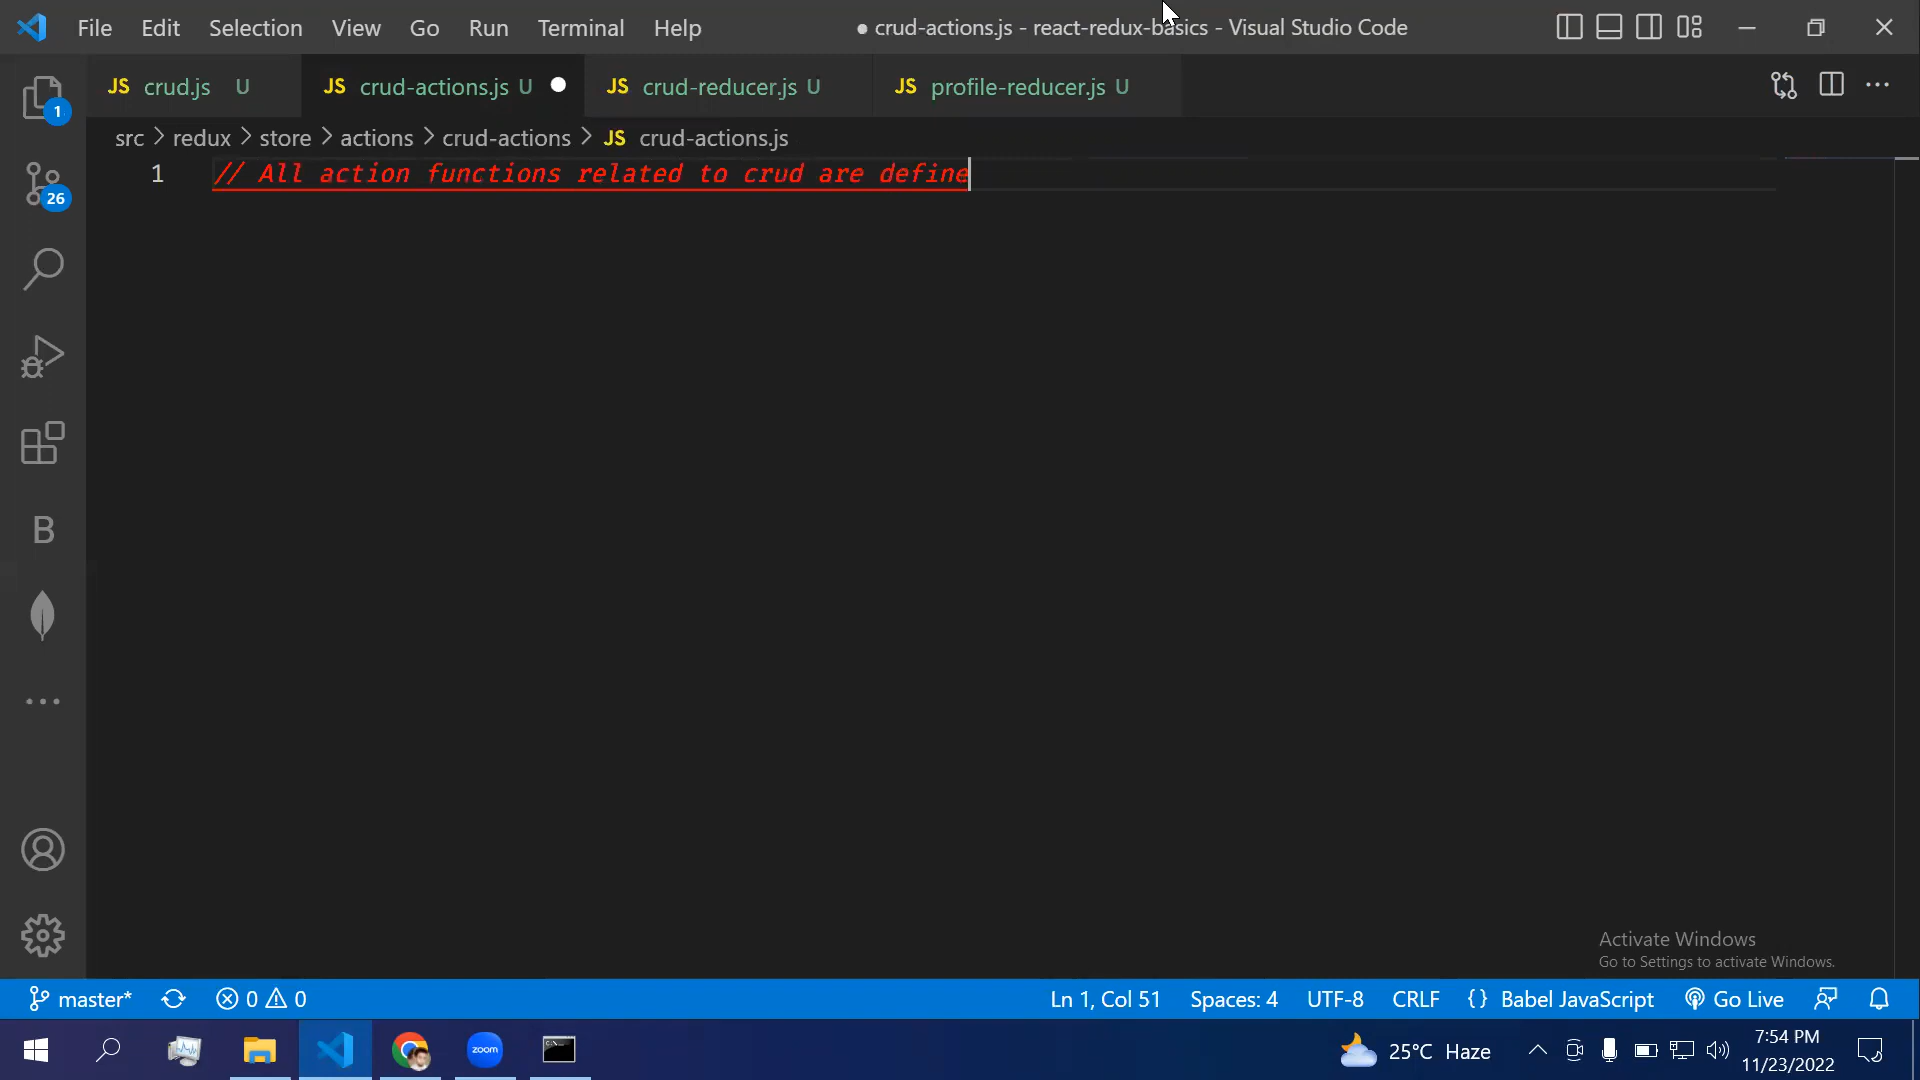 File Edit Selection View Go Run Terminal Help
● crud-actions.js - react-redux-basics - Visual Studio Code
JS crud.js U
JS crud-actions.js U
JS crud-reducer.js U
JS profile-reducer.js U
src > redux > store > actions > crud-actions > JS crud-actions.js
1 // All action functions related to crud are define
1
26
B
Activate Windows
Go to Settings to activate Windows.
master* 0 0
Ln 1, Col 51 Spaces: 4 UTF-8 CRLF {} Babel JavaScript Go Live
zoom
25°C Haze
7:54 PM
11/23/2022